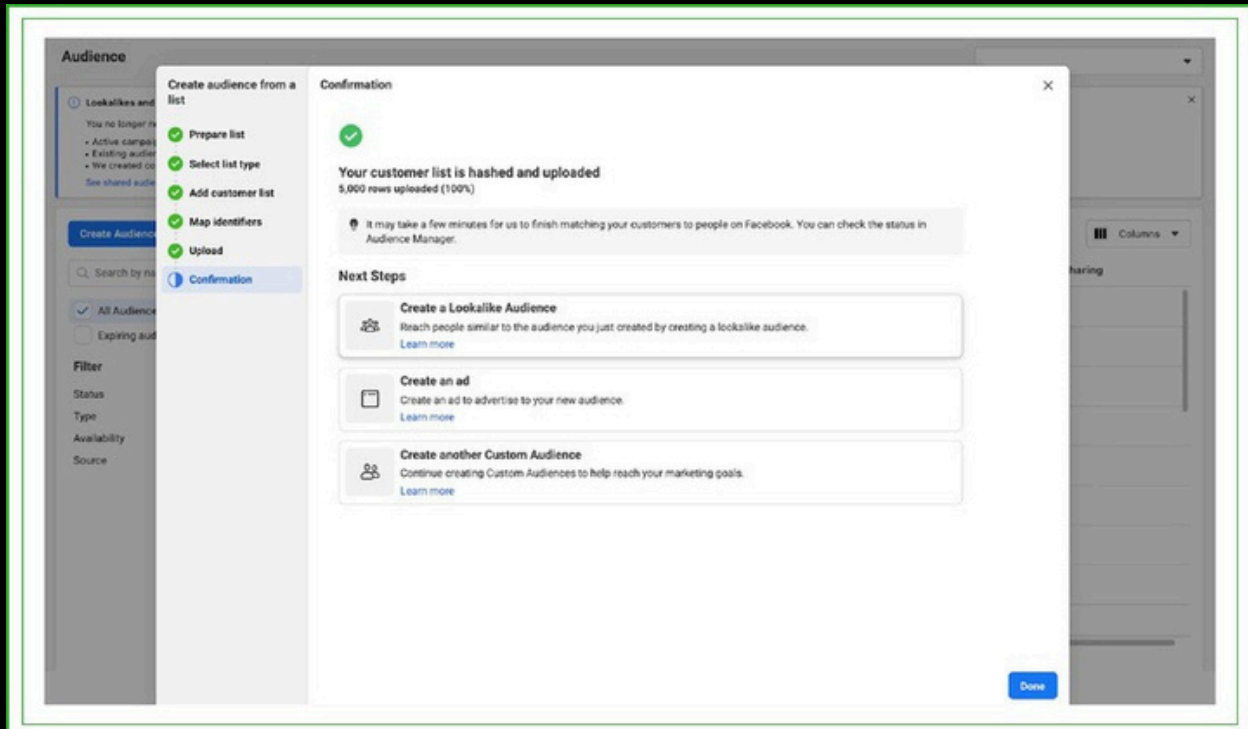 Audience
Lookalikes and
You no longer
• Active campaig
• Existing audien
• We created co
See shared audie
Create Audience
Search by na
All Audience
Expiring aud
Filter
Status
Type
Availability
Source
Create audience from a
list
Prepare list
Select list type
Add customer list
Map identifiers
Upload
Confirmation
Confirmation
Your customer list is hashed and uploaded
5,000 rows uploaded (100%)
It may take a few minutes for us to finish matching your customers to people on Facebook. You can check the status in
Audience Manager.
Next Steps
Create a Lookalike Audience
Reach people similar to the audience you just created by creating a lookalike audience.
Learn more
Create an ad
Create an ad to advertise to your new audience.
Learn more
Create another Custom Audience
Continue creating Custom Audiences to help reach your marketing goals.
Learn more
Done
Columns
haring